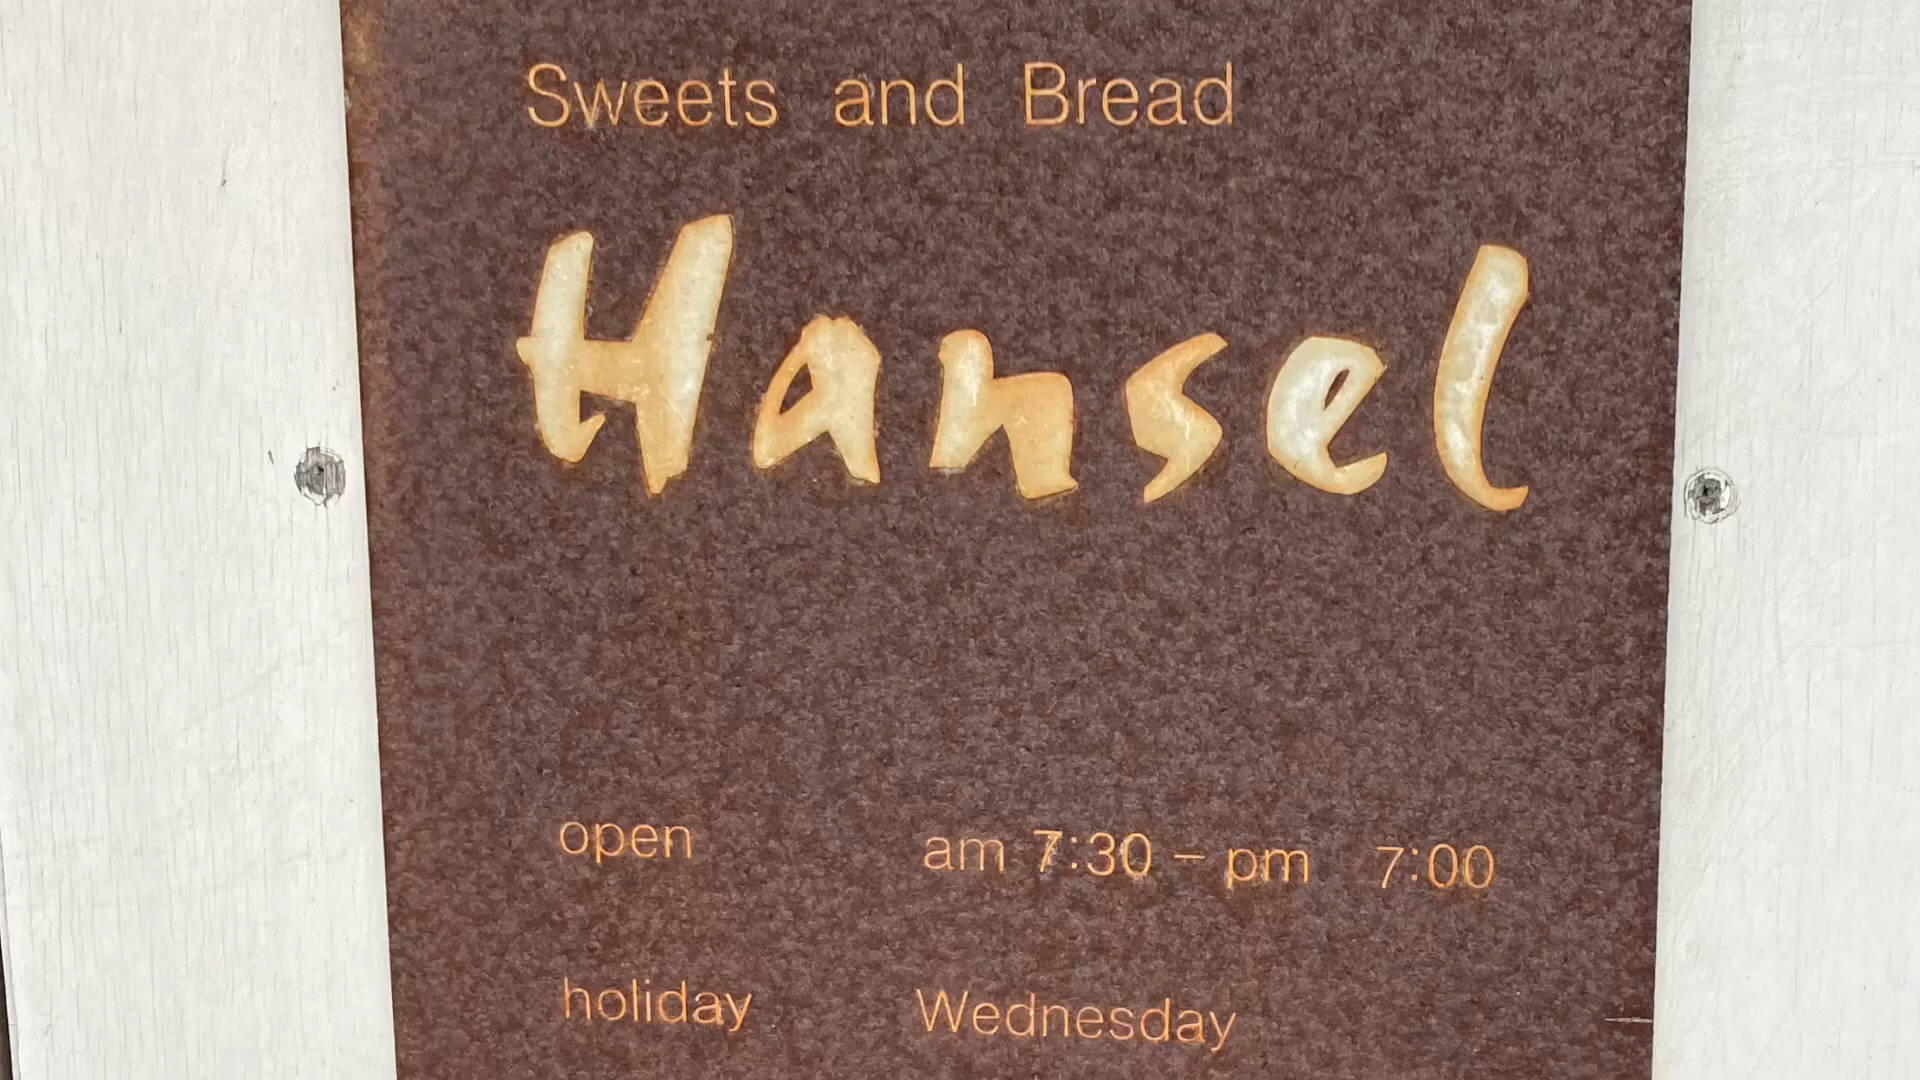 Sweets and Bread
Hansel
open am 7:30 – pm 7:00
holiday Wednesday